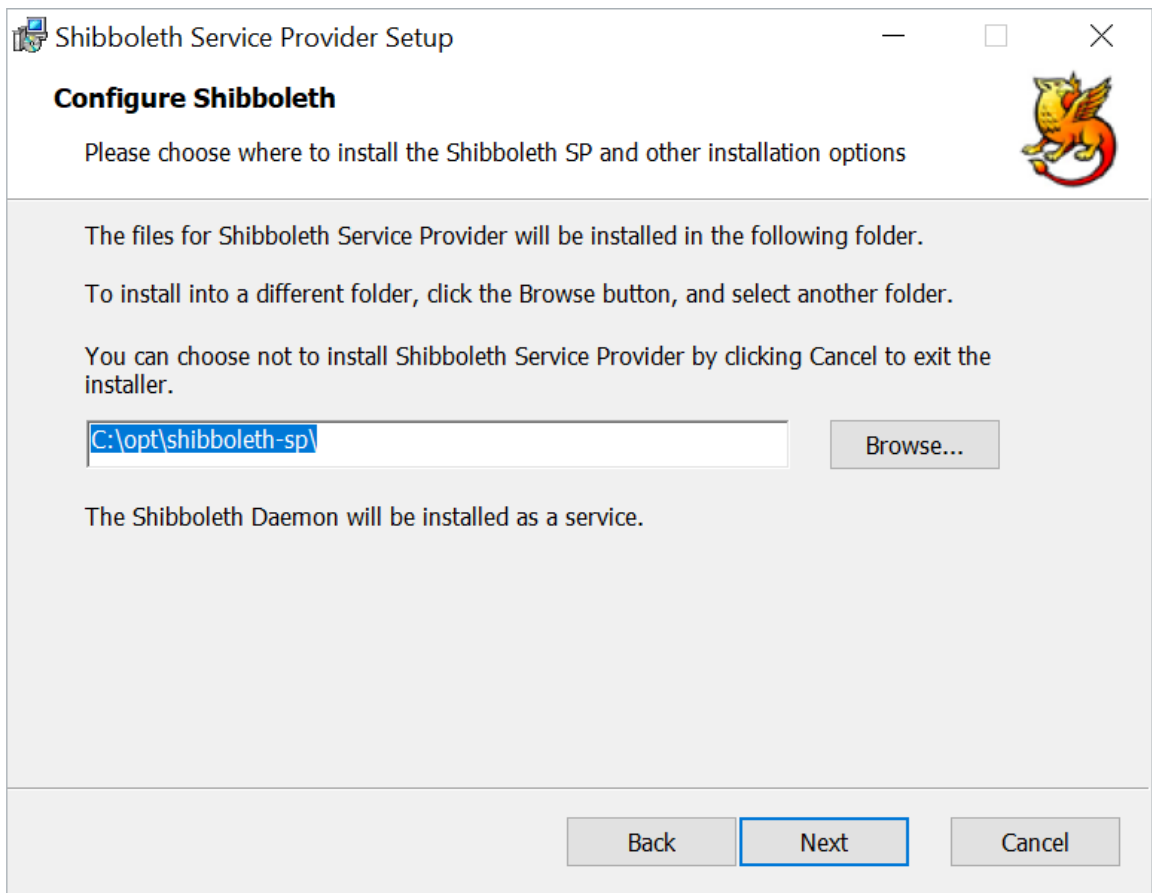 Shibboleth Service Provider Setup
Configure Shibboleth
Please choose where to install the Shibboleth SP and other installation options
The files for Shibboleth Service Provider will be installed in the following folder.
To install into a different folder, click the Browse button, and select another folder.
You can choose not to install Shibboleth Service Provider by clicking Cancel to exit the
installer.
C:\opt\shibboleth-sp\
Browse...
The Shibboleth Daemon will be installed as a service.
Back
Next
Cancel